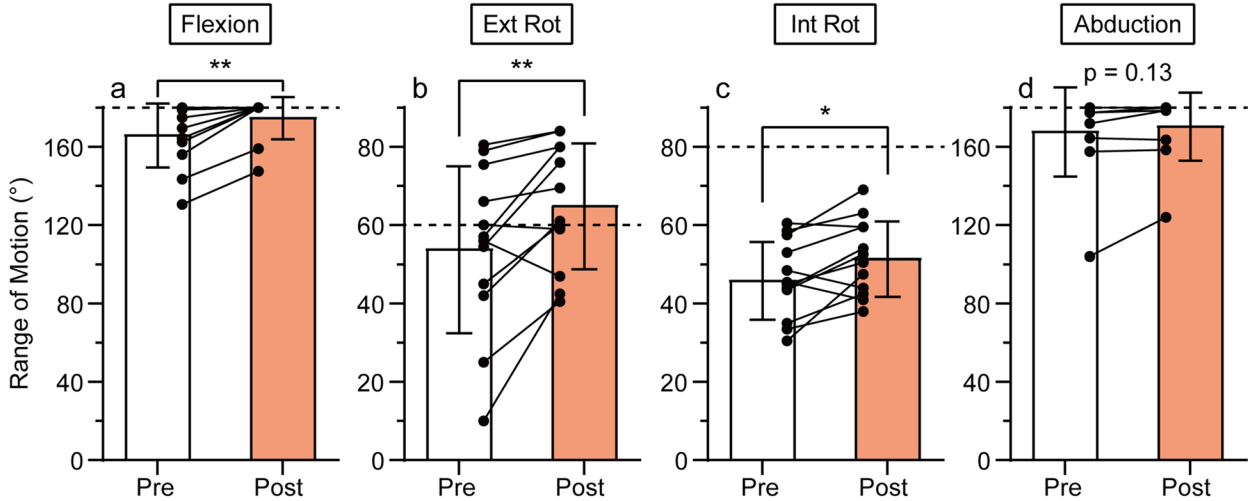 Flexion
Ext Rot
Int Rot
Abduction
a
**
b
**
c
*
d
p = 0.13
Range of Motion (°)
160
120
80
40
0
80
60
40
20
0
80
60
40
20
0
160
120
80
40
0
Pre
Post
Pre
Post
Pre
Post
Pre
Post